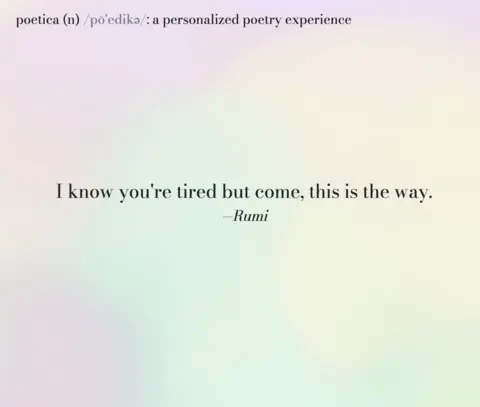 poetica (n) /pō'edikə/: a personalized poetry experience
I know you're tired but come, this is the way.
—Rumi